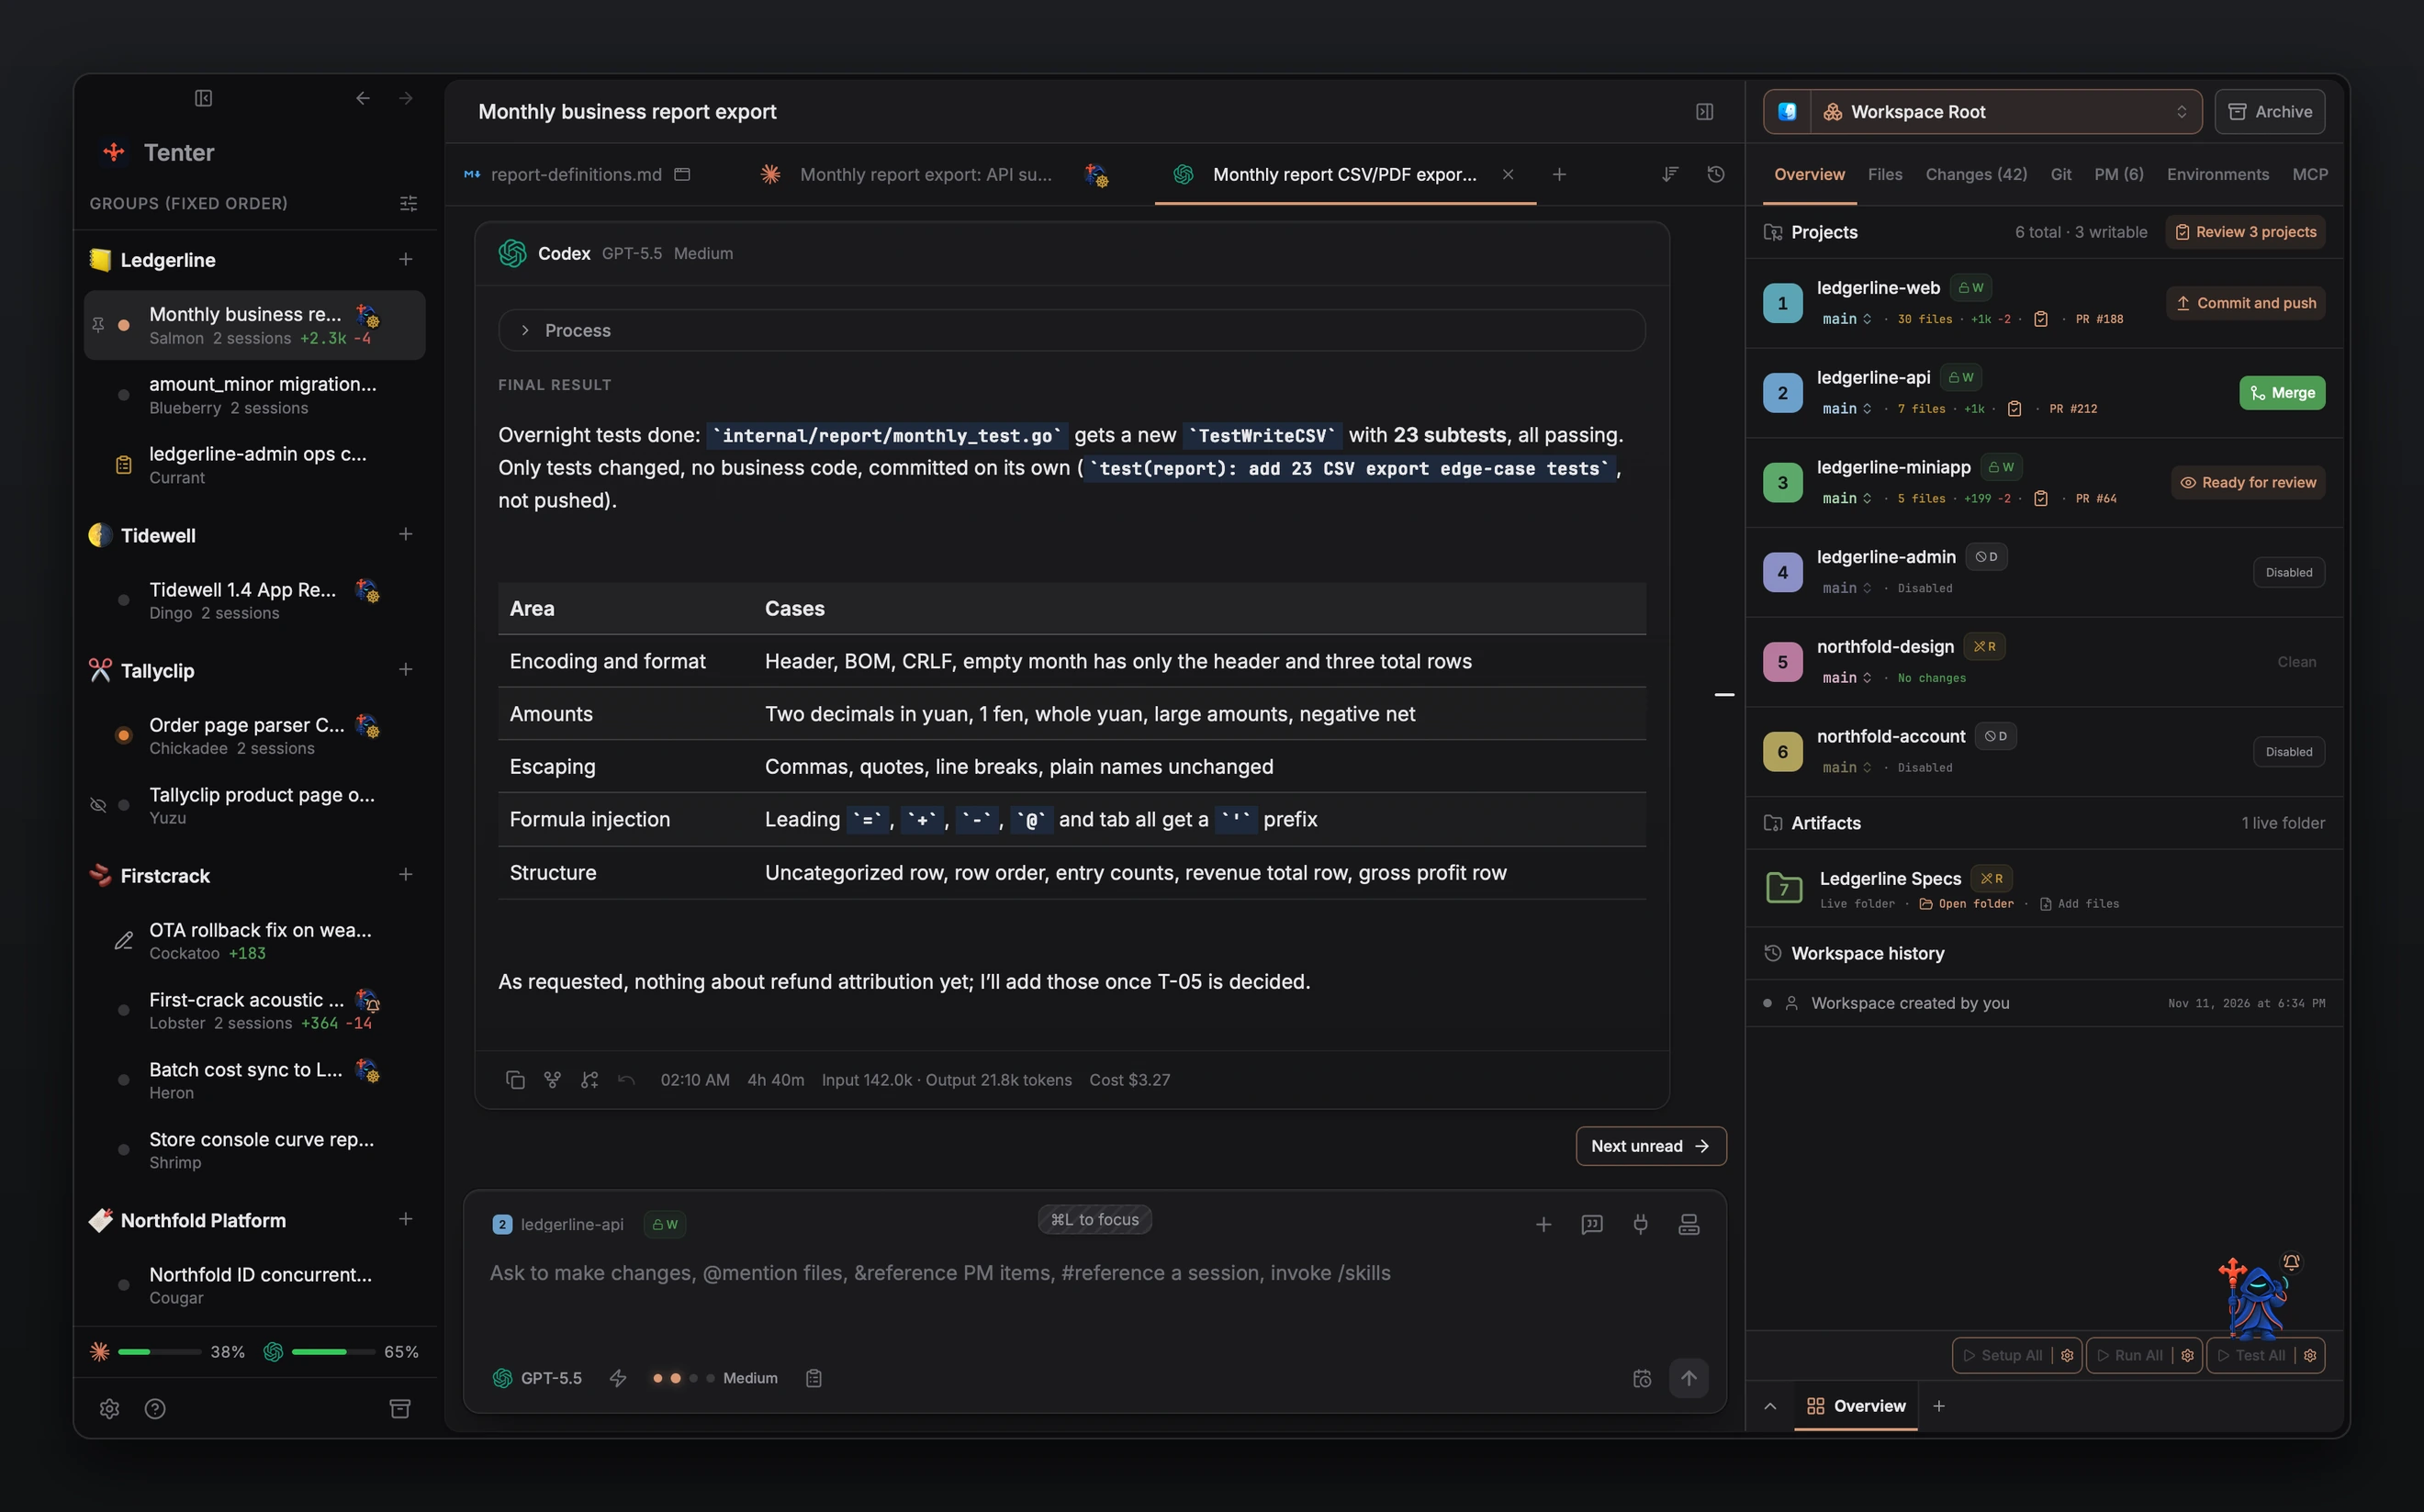 Tenter
GROUPS (FIXED ORDER)
Ledgerline
Monthly business re...
Salmon 2 sessions +2.3k -4
amount_minor migration...
Blueberry 2 sessions
ledgerline-admin ops c...
Currant
Tidewell
Tidewell 1.4 App Re...
Dingo 2 sessions
Tallyclip
Order page parser C...
Chickadee 2 sessions
Tallyclip product page o...
Yuzu
Firstcrack
OTA rollback fix on wea...
Cockatoo +183
First-crack acoustic ...
Lobster 2 sessions +364 -14
Batch cost sync to L...
Heron
Store console curve rep...
Shrimp
Northfold Platform
Northfold ID concurrent...
Cougar
38% 65%
Monthly business report export
M↓ report-definitions.md
Monthly report export: API su...
Monthly report CSV/PDF expor...
Codex GPT-5.5 Medium
Process
FINAL RESULT
Overnight tests done: `internal/report/monthly_test.go` gets a new `TestWriteCSV` with 23 subtests, all passing.
Only tests changed, no business code, committed on its own (`test(report): add 23 CSV export edge-case tests`,
not pushed).
Area Cases
Encoding and format Header, BOM, CRLF, empty month has only the header and three total rows
Amounts Two decimals in yuan, 1 fen, whole yuan, large amounts, negative net
Escaping Commas, quotes, line breaks, plain names unchanged
Formula injection Leading `=`, `+`, `-`, `@` and tab all get a `'` prefix
Structure Uncategorized row, row order, entry counts, revenue total row, gross profit row
As requested, nothing about refund attribution yet; I’ll add those once T-05 is decided.
02:10 AM 4h 40m Input 142.0k · Output 21.8k tokens Cost $3.27
Next unread
2 ledgerline-api W
⌘L to focus
Ask to make changes, @mention files, &reference PM items, #reference a session, invoke /skills
GPT-5.5 Medium
Workspace Root
Archive
Overview Files Changes (42) Git PM (6) Environments MCP
Projects 6 total · 3 writable Review 3 projects
1 ledgerline-web W
main · 30 files · +1k -2 · · PR #188
Commit and push
2 ledgerline-api W
main · 7 files · +1k · · PR #212
Merge
3 ledgerline-miniapp W
main · 5 files · +199 -2 · · PR #64
Ready for review
4 ledgerline-admin D
main · Disabled
Disabled
5 northfold-design R
main · No changes
Clean
6 northfold-account D
main · Disabled
Disabled
Artifacts 1 live folder
7 Ledgerline Specs R
Live folder · Open folder · Add files
Workspace history
Workspace created by you Nov 11, 2026 at 6:34 PM
Setup All Run All Test All
Overview